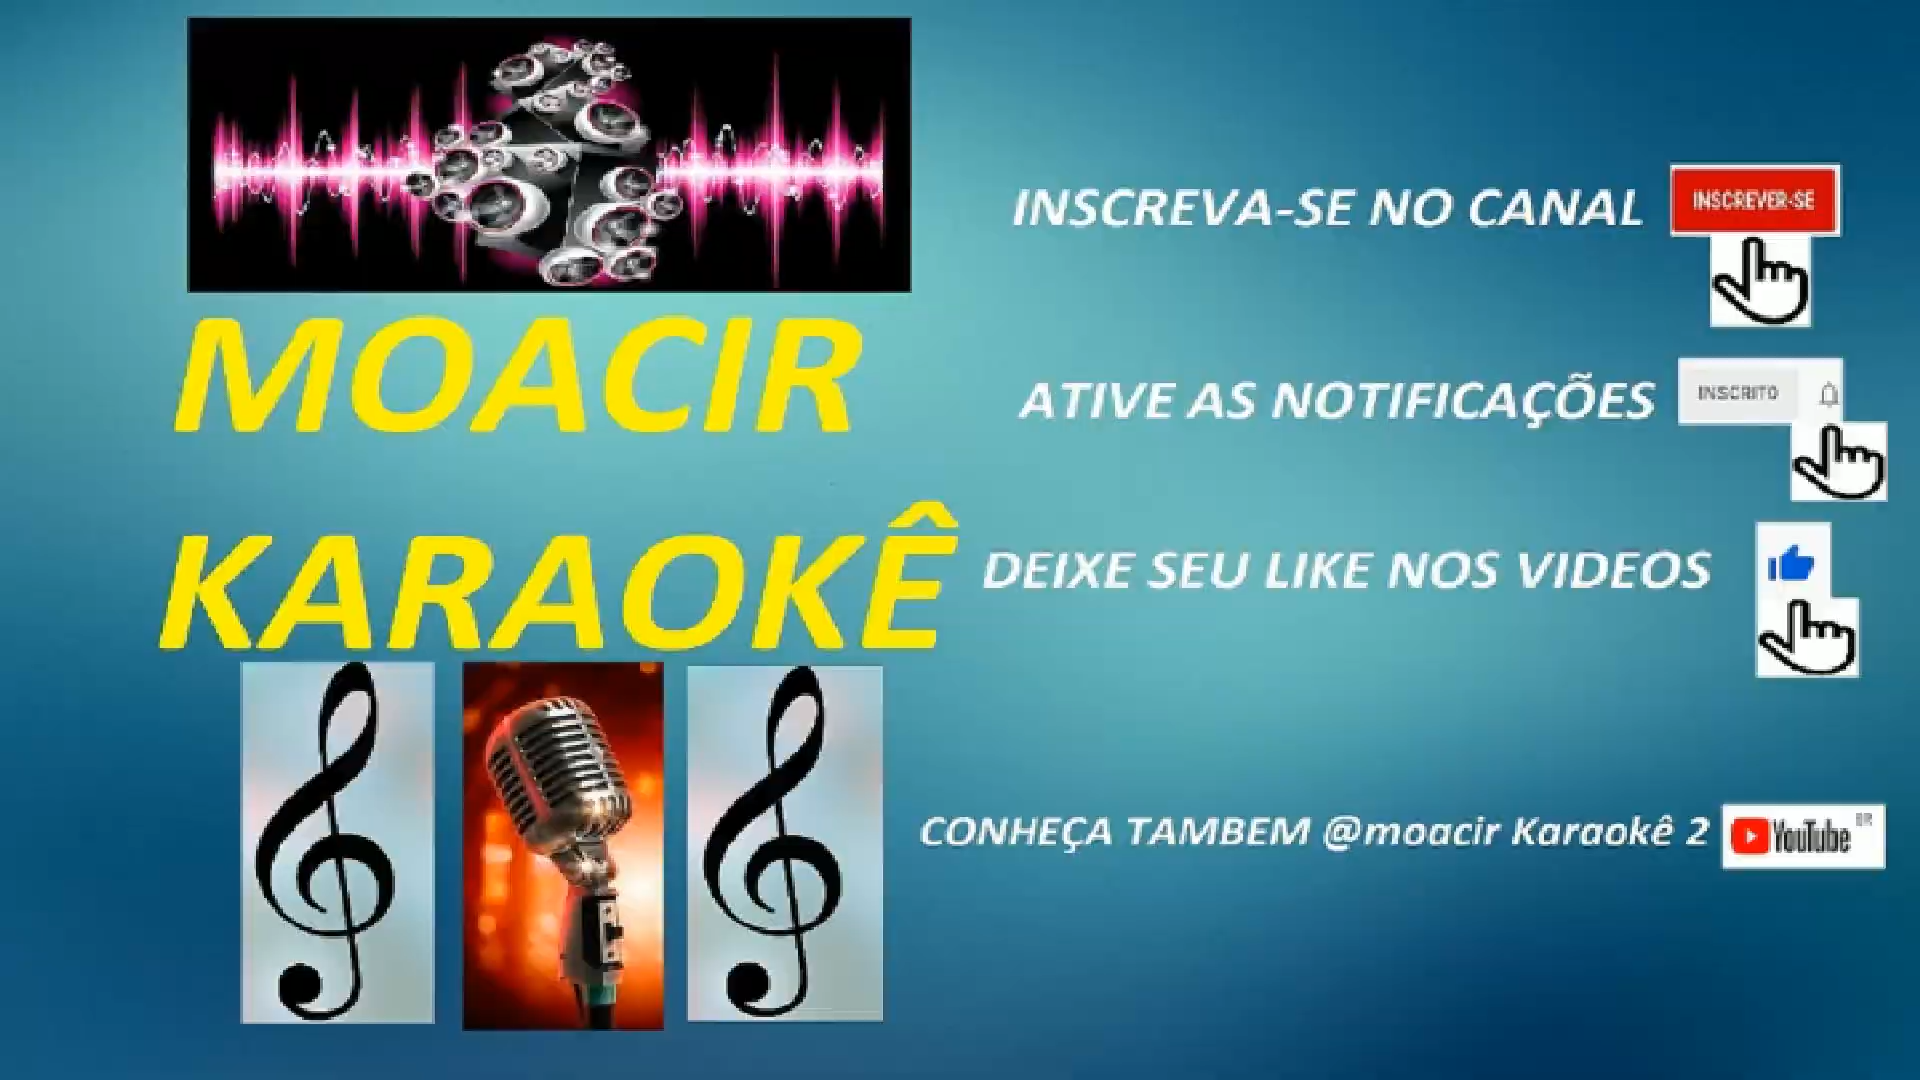 MOACIR
KARAOKÊ
INSCREVA-SE NO CANAL
INSCREVER-SE
ATIVE AS NOTIFICAÇÕES
INSCRITO
DEIXE SEU LIKE NOS VIDEOS
CONHEÇA TAMBEM @moacir Karaokê 2
YouTube BR